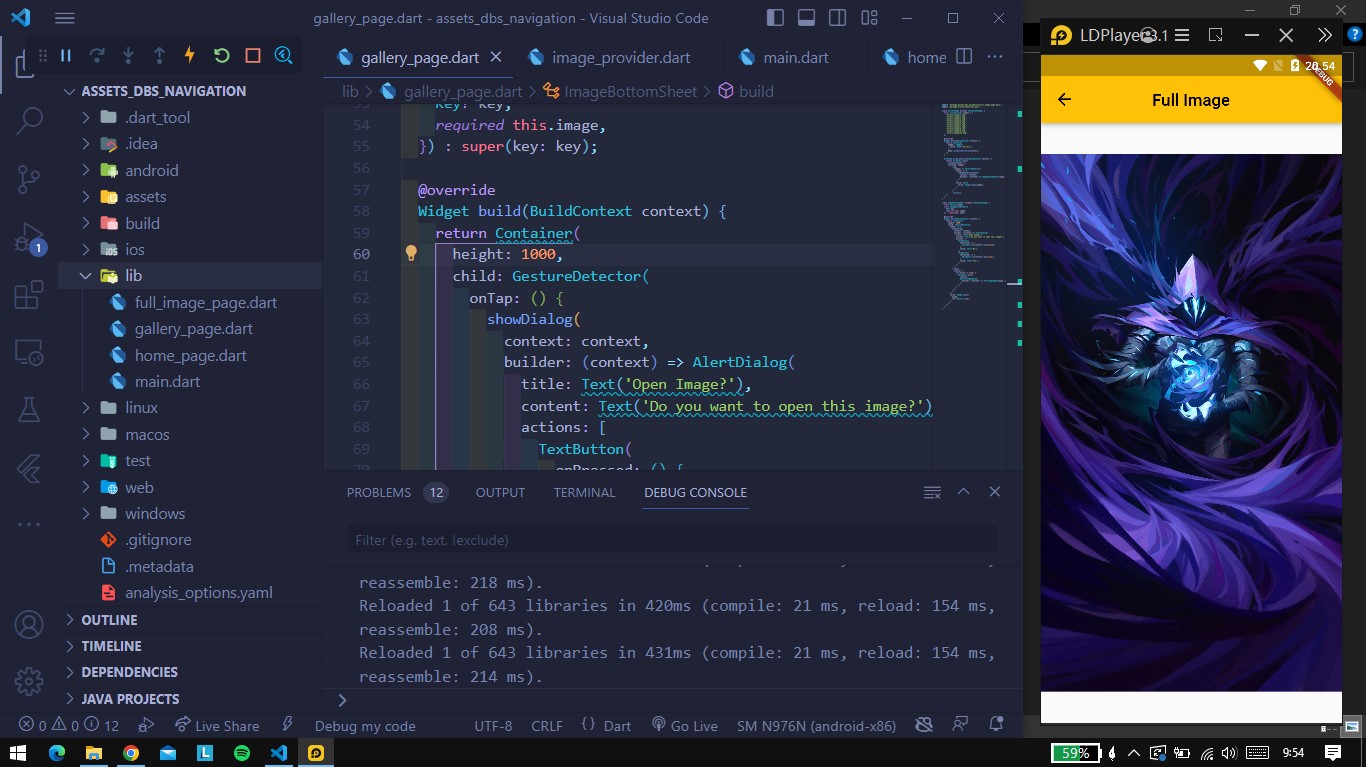 gallery_page.dart - assets_dbs_navigation - Visual Studio Code
gallery_page.dart
image_provider.dart
main.dart
home
lib > gallery_page.dart > ImageBottomSheet > build
ASSETS_DBS_NAVIGATION
.dart_tool
.idea
android
assets
build
ios
lib
full_image_page.dart
gallery_page.dart
home_page.dart
main.dart
linux
macos
test
web
windows
.gitignore
.metadata
analysis_options.yaml
OUTLINE
TIMELINE
DEPENDENCIES
JAVA PROJECTS
1
53 key: key,
54 required this.image,
55 }) : super(key: key);
56
57 @override
58 Widget build(BuildContext context) {
59 return Container(
60 height: 1000,
61 child: GestureDetector(
62 onTap: () {
63 showDialog(
64 context: context,
65 builder: (context) => AlertDialog(
66 title: Text('Open Image?'),
67 content: Text('Do you want to open this image?')
68 actions: [
69 TextButton(
70 onPressed: () {
PROBLEMS 12 OUTPUT TERMINAL DEBUG CONSOLE
Filter (e.g. text, !exclude)
reassemble: 218 ms).
Reloaded 1 of 643 libraries in 420ms (compile: 21 ms, reload: 154 ms,
reassemble: 208 ms).
Reloaded 1 of 643 libraries in 431ms (compile: 21 ms, reload: 154 ms,
reassemble: 214 ms).
0 0 12 Live Share Debug my code UTF-8 CRLF {} Dart Go Live SM N976N (android-x86)
LDPlayer
3.1
20.54
DEBUG
Full Image
59% 9:54